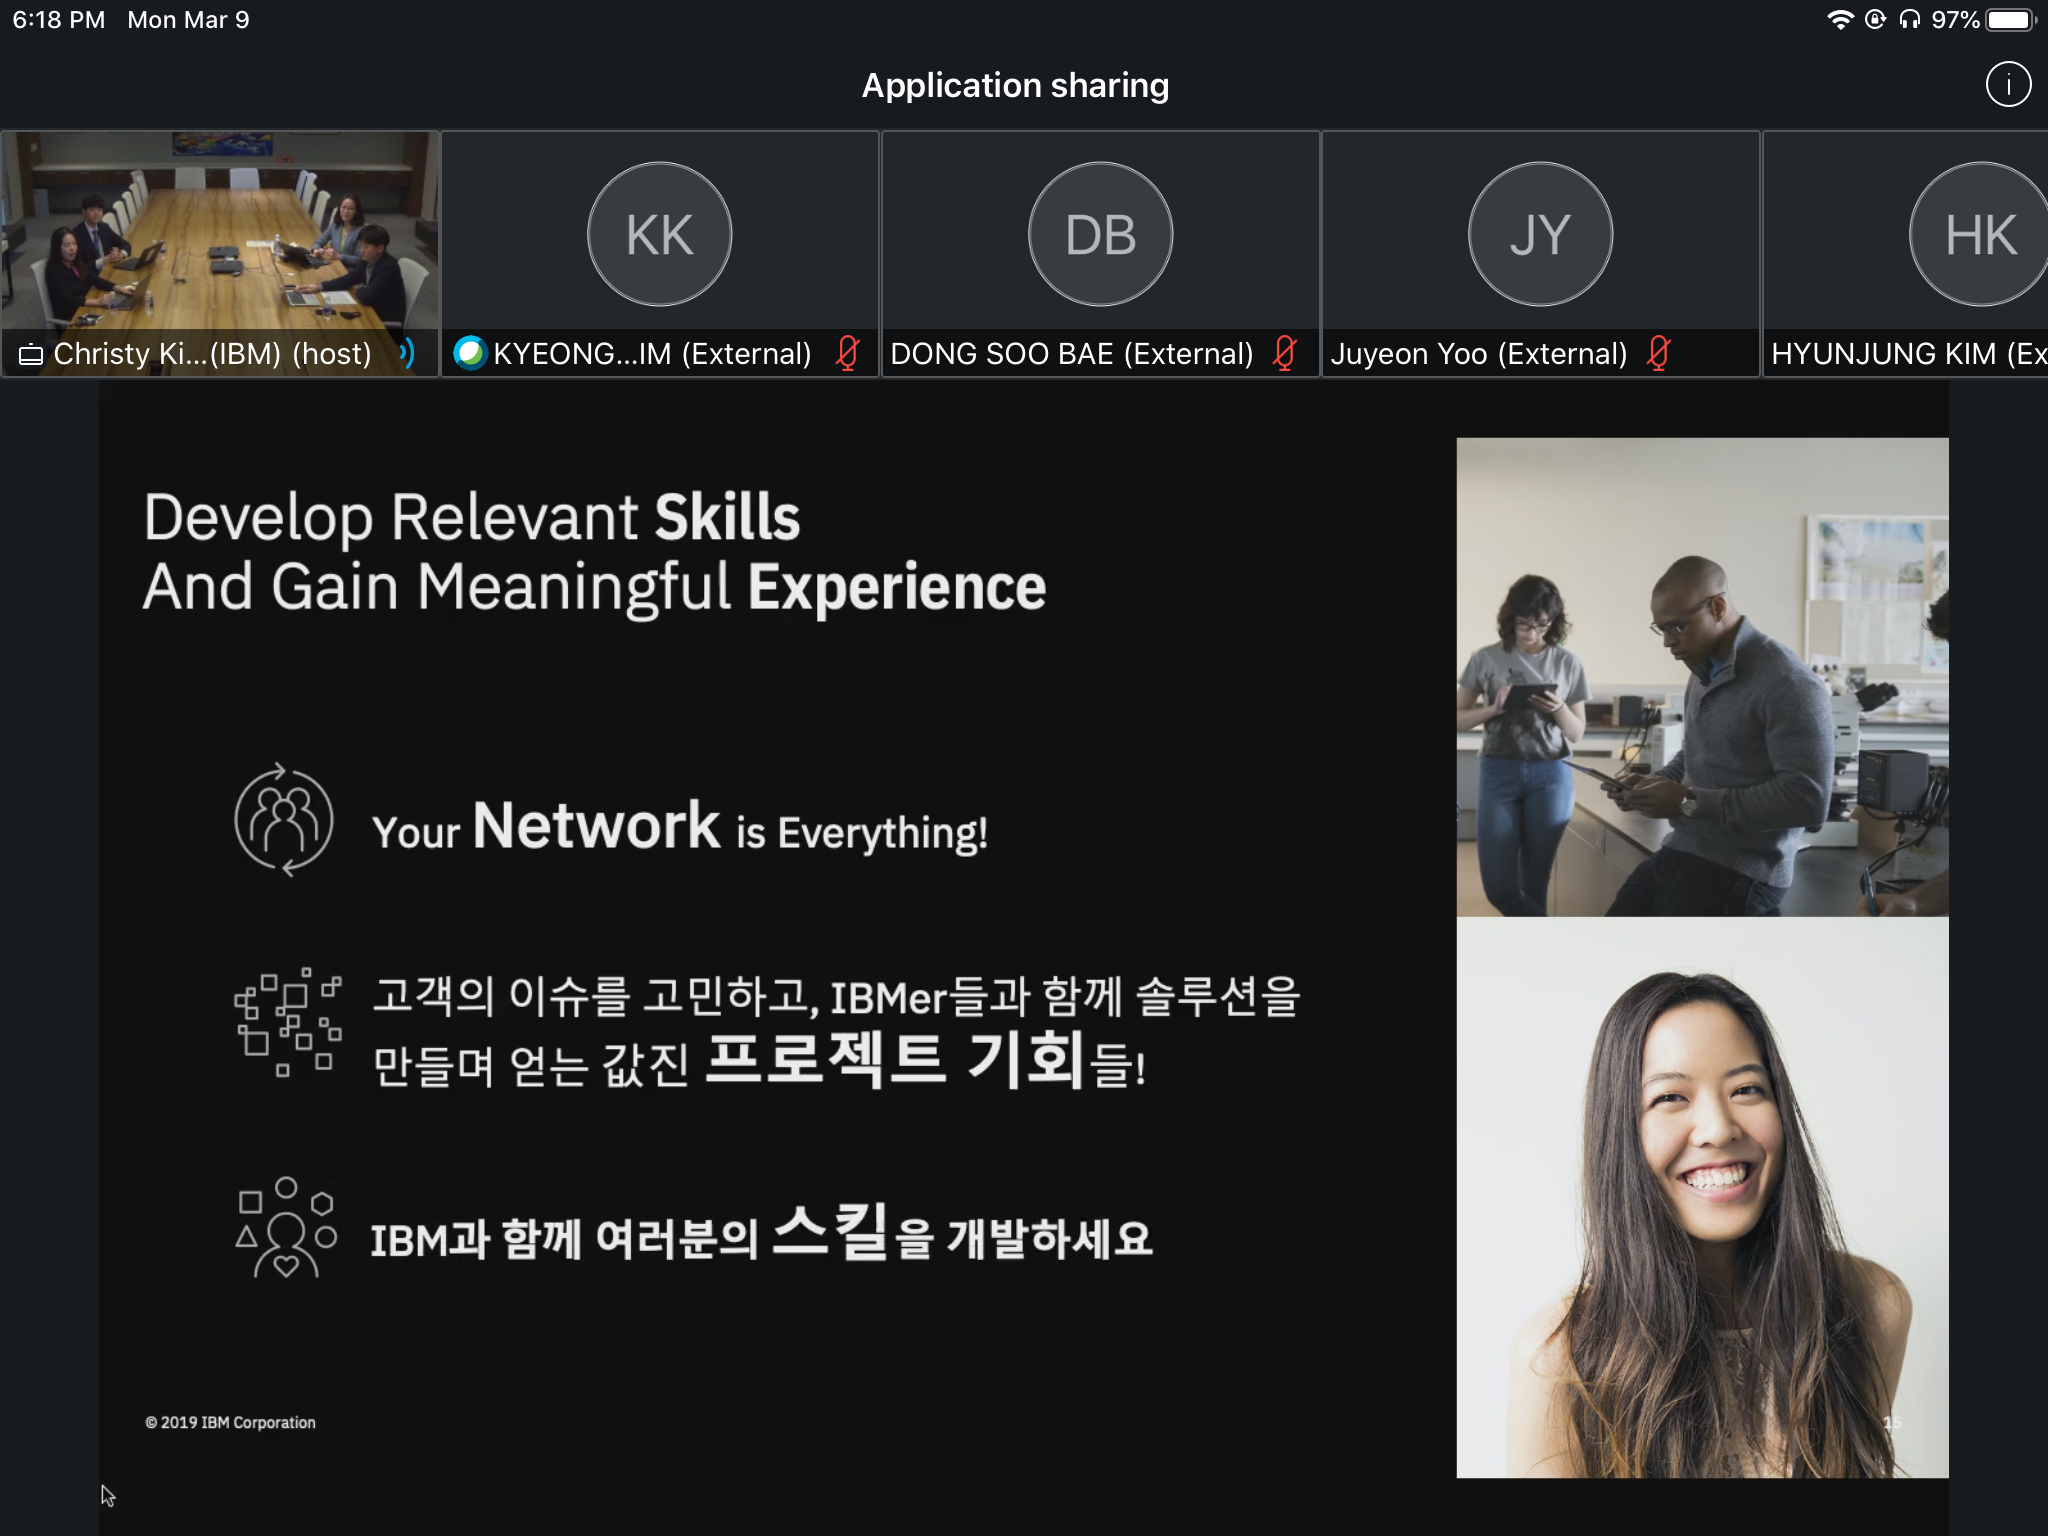 6:18 PM Mon Mar 9
97%
Application sharing
KK
DB
JY
HK
Christy Ki...(IBM) (host)
KYEONG...IM (External)
DONG SOO BAE (External)
Juyeon Yoo (External)
HYUNJUNG KIM (Ex
Develop Relevant Skills
And Gain Meaningful Experience
Your Network is Everything!
고객의 이슈를 고민하고, IBMer들과 함께 솔루션을
만들며 얻는 값진 프로젝트 기회들!
IBM과 함께 여러분의 스킬을 개발하세요
© 2019 IBM Corporation
15